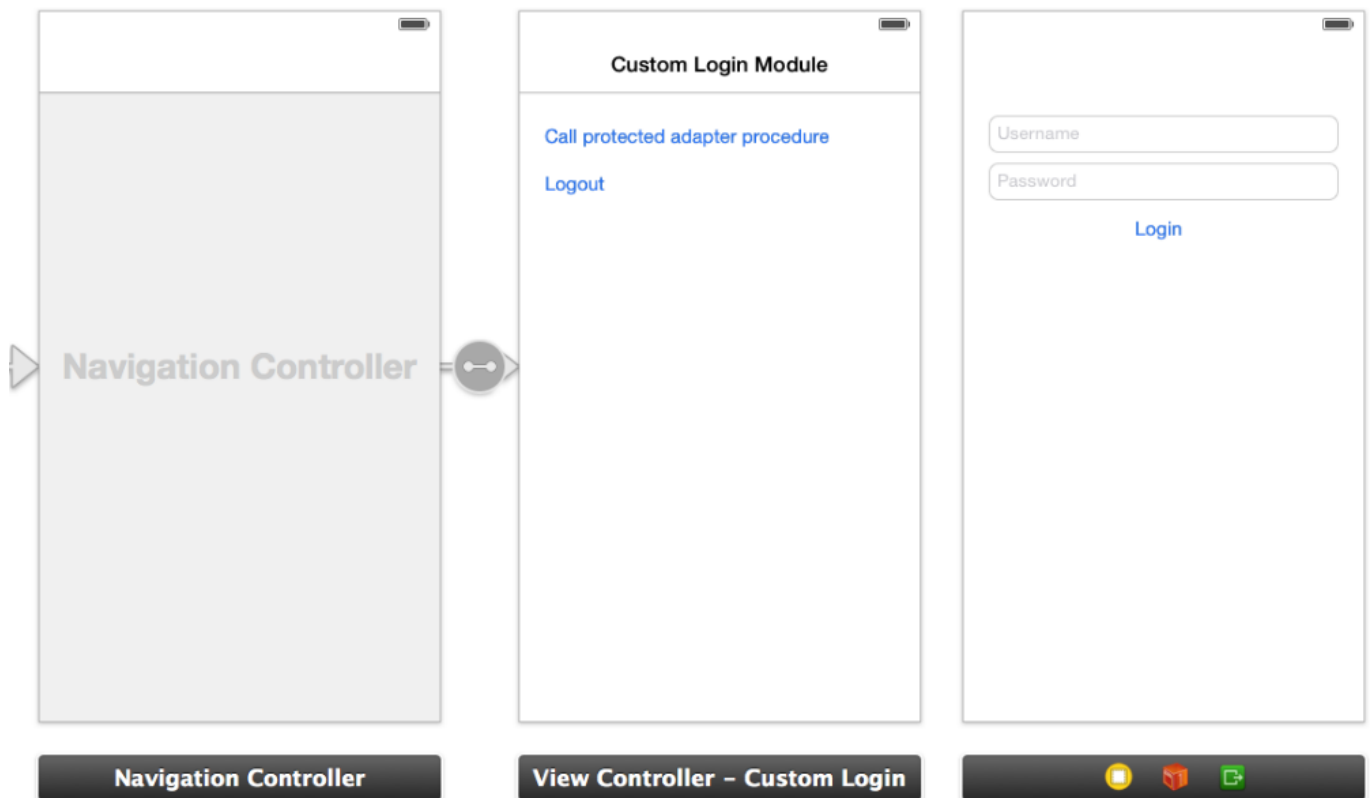 Navigation Controller
Custom Login Module
Call protected adapter procedure
Logout
Username
Password
Login
Navigation Controller
View Controller – Custom Login